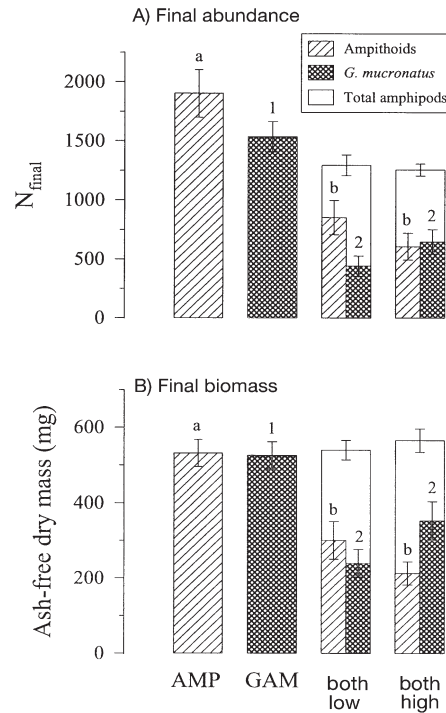 A) Final abundance
Ampithoids
G. mucronatus
Total amphipods
N_final
2000
1500
1000
500
0
a
1
b
2
b
2
B) Final biomass
Ash-free dry mass (mg)
600
400
200
0
a
1
b
2
b
2
AMP GAM both low both high